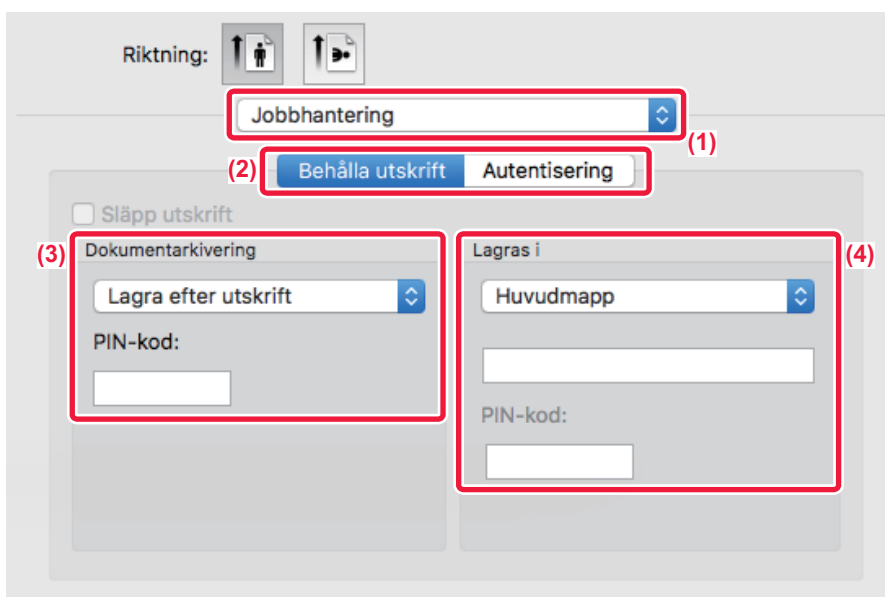 Riktning:
Jobbhantering
(1)
(2)
Behålla utskrift Autentisering
Släpp utskrift
(3)
Dokumentarkivering
Lagra efter utskrift
PIN-kod:
Lagras i
(4)
Huvudmapp
PIN-kod: